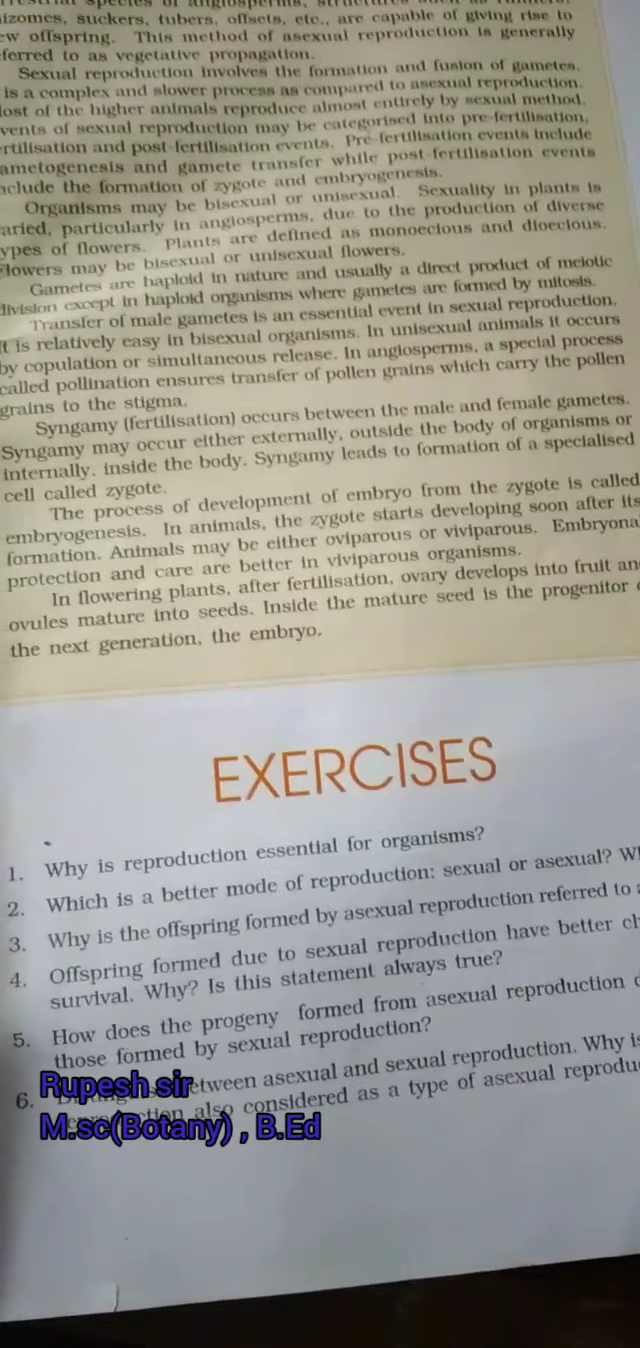 species of angiosperms,
izomes, suckers, tubers, offsets, etc., are capable of giving rise to
ew offspring. This method of asexual reproduction is generally
ferred to as vegetative propagation.
Sexual reproduction involves the formation and fusion of gametes.
is a complex and slower process as compared to asexual reproduction.
ost of the higher animals reproduce almost entirely by sexual method.
vents of sexual reproduction may be categorised into pre-fertilisation,
rtilisation and post-fertilisation events. Pre-fertilisation events include
ametogenesis and gamete transfer while post-fertilisation events
nclude the formation of zygote and embryogenesis.
Organisms may be bisexual or unisexual. Sexuality in plants is
aried, particularly in angiosperms, due to the production of diverse
ypes of flowers. Plants are defined as monoecious and dioecious.
Flowers may be bisexual or unisexual flowers.
Gametes are haploid in nature and usually a direct product of meiotic
division except in haploid organisms where gametes are formed by mitosis.
Transfer of male gametes is an essential event in sexual reproduction.
It is relatively easy in bisexual organisms. In unisexual animals it occurs
by copulation or simultaneous release. In angiosperms, a special process
called pollination ensures transfer of pollen grains which carry the pollen
grains to the stigma.
Syngamy (fertilisation) occurs between the male and female gametes.
Syngamy may occur either externally, outside the body of organisms or
internally, inside the body. Syngamy leads to formation of a specialised
cell called zygote.
The process of development of embryo from the zygote is called
embryogenesis. In animals, the zygote starts developing soon after its
formation. Animals may be either oviparous or viviparous. Embryona
protection and care are better in viviparous organisms.
In flowering plants, after fertilisation, ovary develops into fruit an
ovules mature into seeds. Inside the mature seed is the progenitor
the next generation, the embryo.
EXERCISES
1. Why is reproduction essential for organisms?
2. Which is a better mode of reproduction: sexual or asexual? W
3. Why is the offspring formed by asexual reproduction referred to a
4. Offspring formed due to sexual reproduction have better ch
survival. Why? Is this statement always true?
5. How does the progeny formed from asexual reproduction
those formed by sexual reproduction?
6. etween asexual and sexual reproduction. Why is
also considered as a type of asexual reprodu
Rupesh sir
M.sc(Botany) , B.Ed